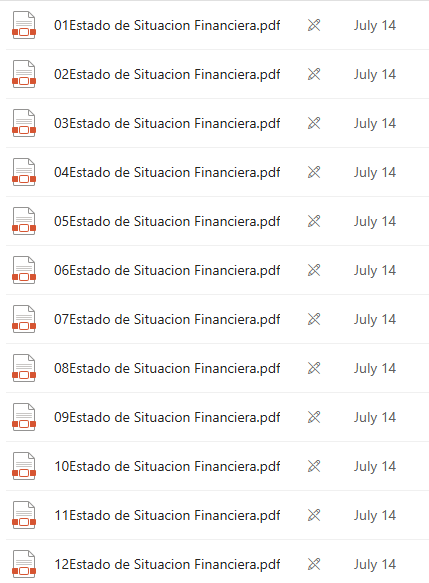 01Estado de Situacion Financiera.pdf July 14
02Estado de Situacion Financiera.pdf July 14
03Estado de Situacion Financiera.pdf July 14
04Estado de Situacion Financiera.pdf July 14
05Estado de Situacion Financiera.pdf July 14
06Estado de Situacion Financiera.pdf July 14
07Estado de Situacion Financiera.pdf July 14
08Estado de Situacion Financiera.pdf July 14
09Estado de Situacion Financiera.pdf July 14
10Estado de Situacion Financiera.pdf July 14
11Estado de Situacion Financiera.pdf July 14
12Estado de Situacion Financiera.pdf July 14